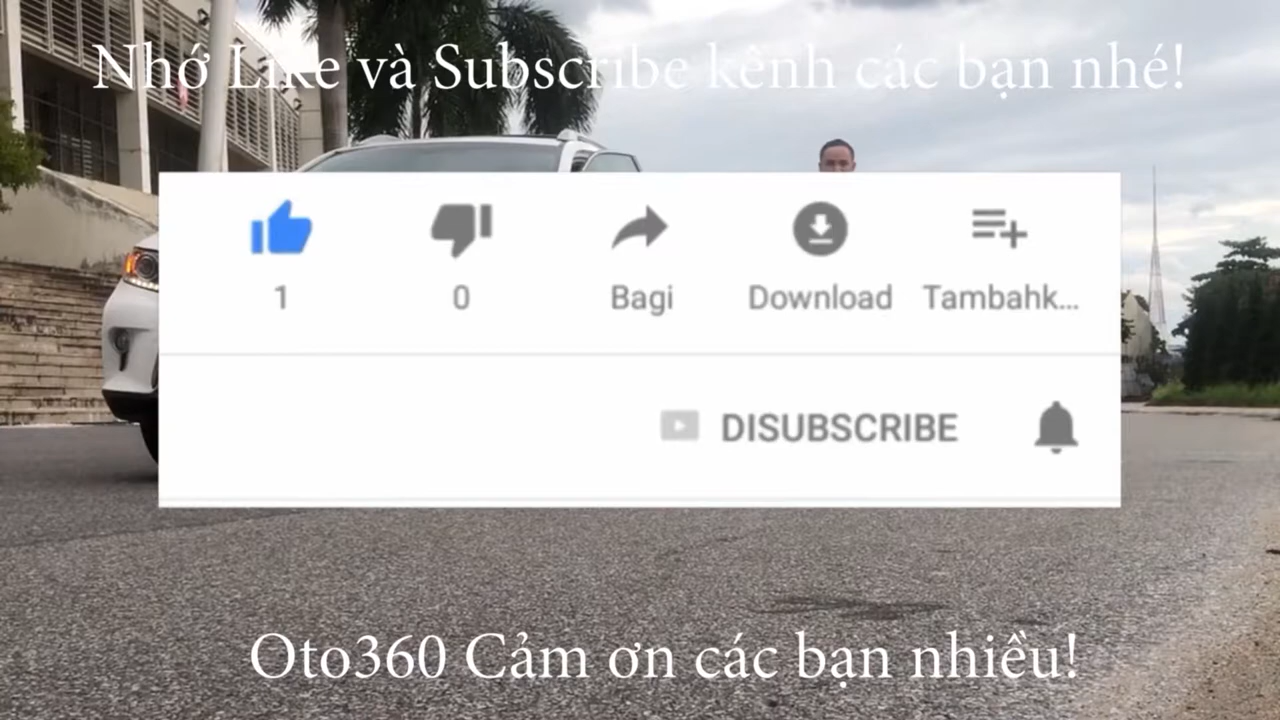 Nhớ Like và Subscribe kênh các bạn nhé!
1
0
Bagi
Download
Tambahk...
DISUBSCRIBE
Oto360 Cảm ơn các bạn nhiều!